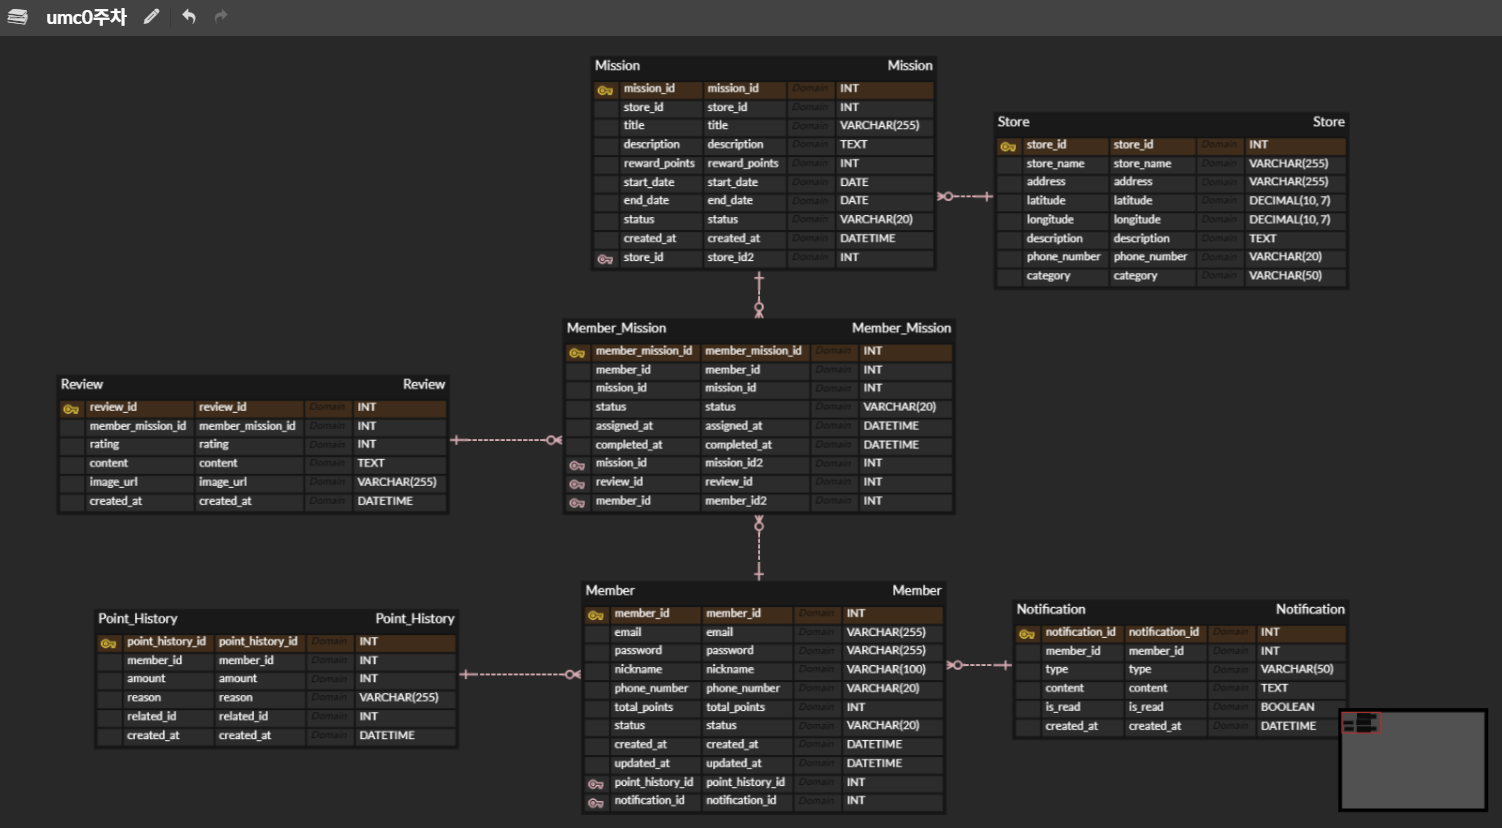 umc0주차
Mission Mission
mission_id mission_id Domain INT
store_id store_id Domain INT
title title Domain VARCHAR(255)
description description Domain TEXT
reward_points reward_points Domain INT
start_date start_date Domain DATE
end_date end_date Domain DATE
status status Domain VARCHAR(20)
created_at created_at Domain DATETIME
store_id store_id2 Domain INT
Store Store
store_id store_id Domain INT
store_name store_name Domain VARCHAR(255)
address address Domain VARCHAR(255)
latitude latitude Domain DECIMAL(10, 7)
longitude longitude Domain DECIMAL(10, 7)
description description Domain TEXT
phone_number phone_number Domain VARCHAR(20)
category category Domain VARCHAR(50)
Member_Mission Member_Mission
member_mission_id member_mission_id Domain INT
member_id member_id Domain INT
mission_id mission_id Domain INT
status status Domain VARCHAR(20)
assigned_at assigned_at Domain DATETIME
completed_at completed_at Domain DATETIME
mission_id mission_id2 Domain INT
review_id review_id Domain INT
member_id member_id2 Domain INT
Review Review
review_id review_id Domain INT
member_mission_id member_mission_id Domain INT
rating rating Domain INT
content content Domain TEXT
image_url image_url Domain VARCHAR(255)
created_at created_at Domain DATETIME
Point_History Point_History
point_history_id point_history_id Domain INT
member_id member_id Domain INT
amount amount Domain INT
reason reason Domain VARCHAR(255)
related_id related_id Domain INT
created_at created_at Domain DATETIME
Member Member
member_id member_id Domain INT
email email Domain VARCHAR(255)
password password Domain VARCHAR(255)
nickname nickname Domain VARCHAR(100)
phone_number phone_number Domain VARCHAR(20)
total_points total_points Domain INT
status status Domain VARCHAR(20)
created_at created_at Domain DATETIME
updated_at updated_at Domain DATETIME
point_history_id point_history_id Domain INT
notification_id notification_id Domain INT
Notification Notification
notification_id notification_id Domain INT
member_id member_id Domain INT
type type Domain VARCHAR(50)
content content Domain TEXT
is_read is_read Domain BOOLEAN
created_at created_at Domain DATETIME